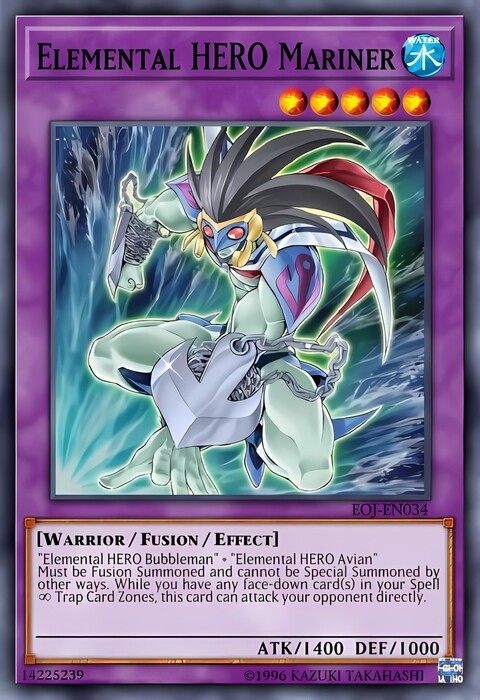 Elemental HERO Mariner
WATER
水
EOJ-EN034
[Warrior / Fusion / Effect]
"Elemental HERO Bubbleman" + "Elemental HERO Avian"
Must be Fusion Summoned and cannot be Special Summoned by
other ways. While you have any face-down card(s) in your Spell
∞ Trap Card Zones, this card can attack your opponent directly.
ATK/1400 DEF/1000
14225239
©1996 KAZUKI TAKAHASHI